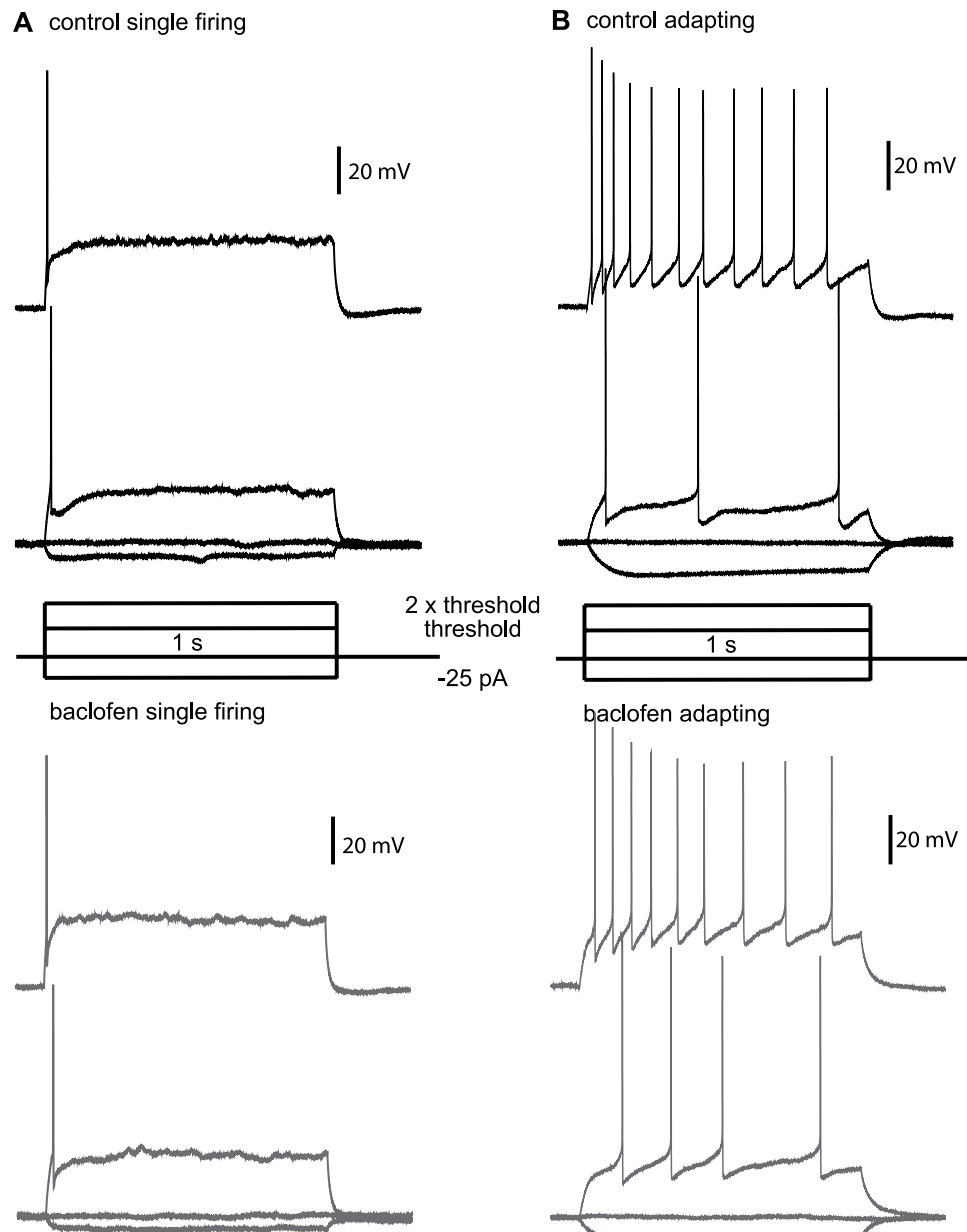 A control single firing
B control adapting
20 mV
20 mV
2 x threshold
threshold
1 s
1 s
-25 pA
baclofen single firing
baclofen adapting
20 mV
20 mV